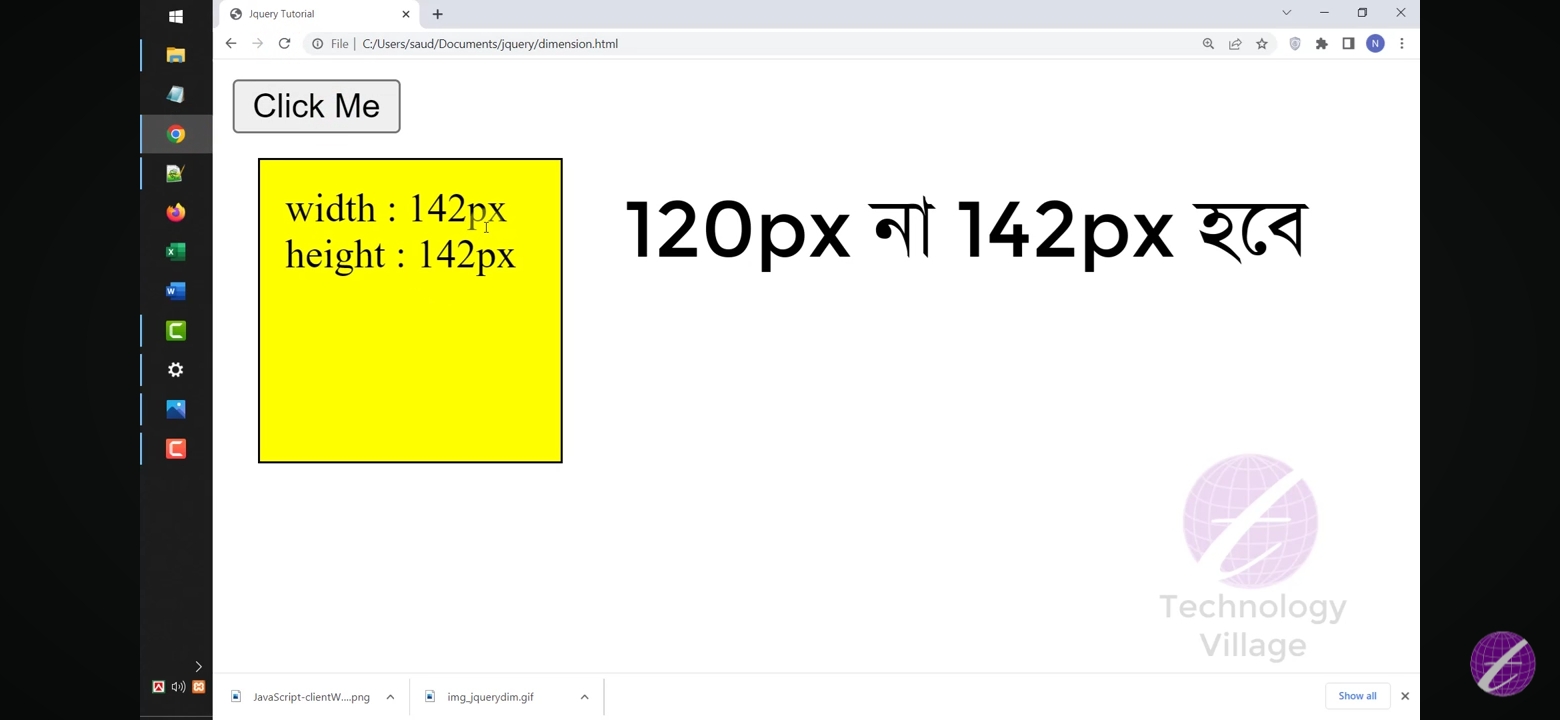 Jquery Tutorial
File | C:/Users/saud/Documents/jquery/dimension.html
N
Click Me
width : 142px
height : 142px
120px না 142px হবে
Technology
Village
JavaScript-clientW....png
img_jquerydim.gif
Show all